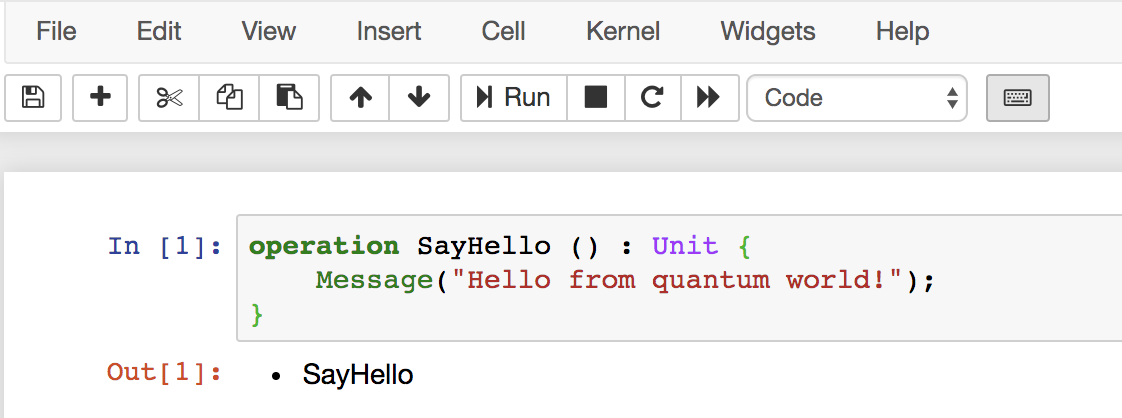 File Edit View Insert Cell Kernel Widgets Help
Run Code
In [1]: operation SayHello () : Unit {
Message("Hello from quantum world!");
}
Out[1]: • SayHello